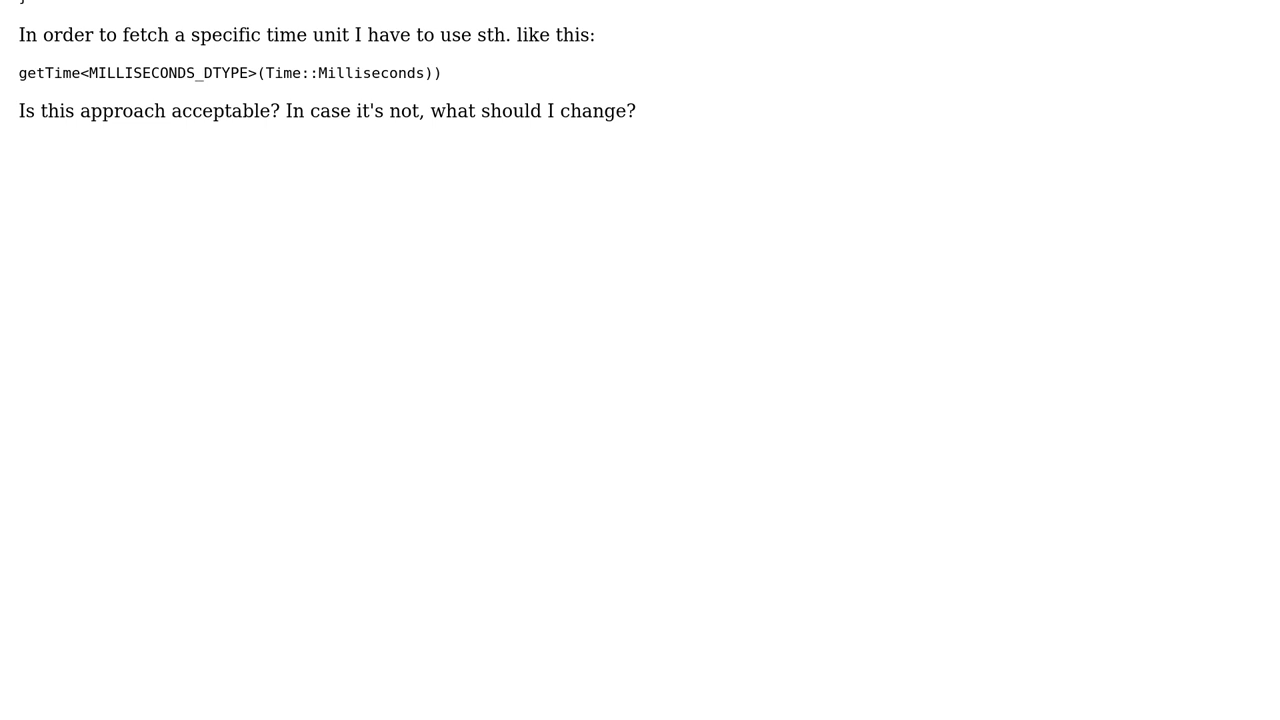 }
In order to fetch a specific time unit I have to use sth. like this:
getTime<MILLISECONDS_DTYPE>(Time::Milliseconds))
Is this approach acceptable? In case it's not, what should I change?